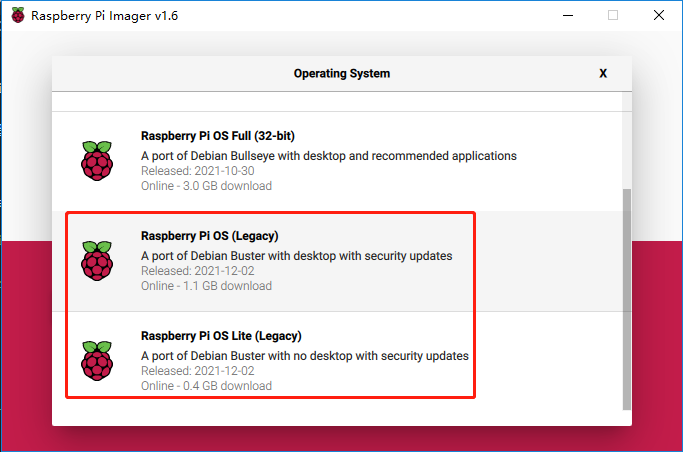 Raspberry Pi Imager v1.6
Operating System
X
Raspberry Pi OS Full (32-bit)
A port of Debian Bullseye with desktop and recommended applications
Released: 2021-10-30
Online - 3.0 GB download
Raspberry Pi OS (Legacy)
A port of Debian Buster with desktop with security updates
Released: 2021-12-02
Online - 1.1 GB download
Raspberry Pi OS Lite (Legacy)
A port of Debian Buster with no desktop with security updates
Released: 2021-12-02
Online - 0.4 GB download